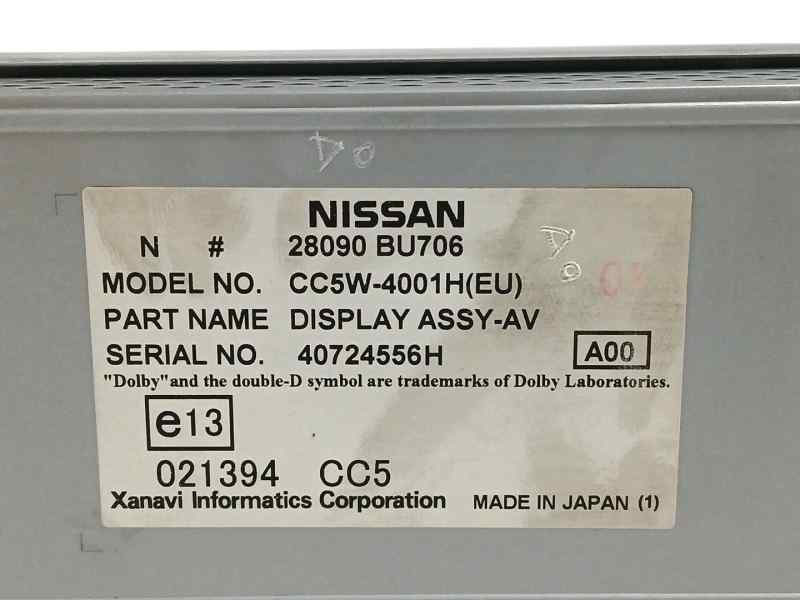 NISSAN
N # 28090 BU706
MODEL NO. CC5W-4001H(EU)
PART NAME DISPLAY ASSY-AV
SERIAL NO. 40724556H
A00
"Dolby"and the double-D symbol are trademarks of Dolby Laboratories.
e13
021394 CC5
Xanavi Informatics Corporation MADE IN JAPAN (1)